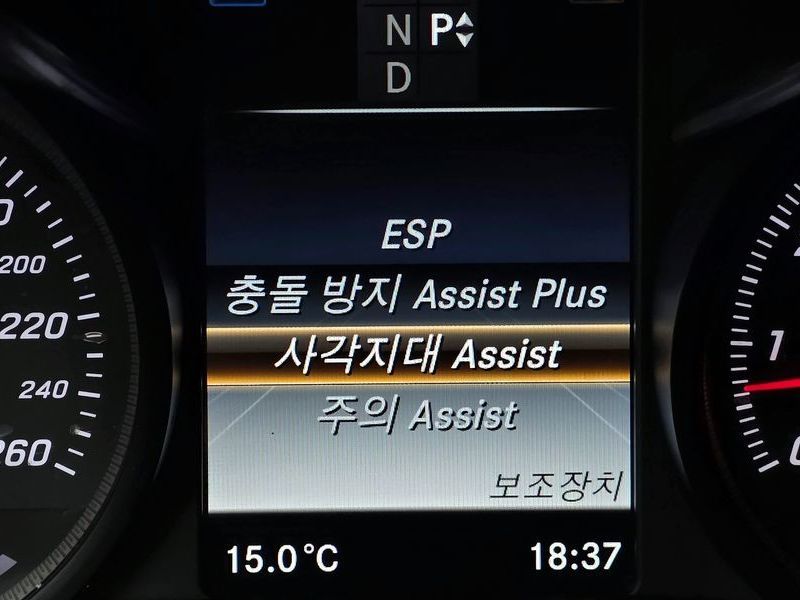 N P
D
ESP
충돌 방지 Assist Plus
사각지대 Assist
주의 Assist
보조장치
15.0°C
18:37
200
220
240
260
1